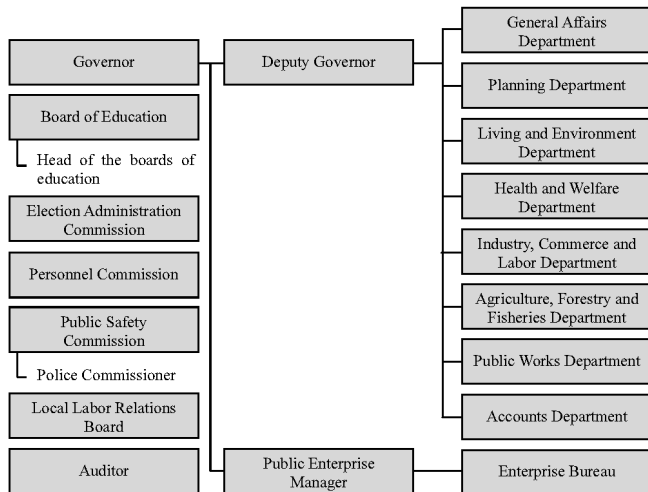 Governor
Board of Education
Head of the boards of
education
Election Administration
Commission
Personnel Commission
Public Safety
Commission
Police Commissioner
Local Labor Relations
Board
Auditor
Deputy Governor
Public Enterprise
Manager
General Affairs
Department
Planning Department
Living and Environment
Department
Health and Welfare
Department
Industry, Commerce and
Labor Department
Agriculture, Forestry and
Fisheries Department
Public Works Department
Accounts Department
Enterprise Bureau